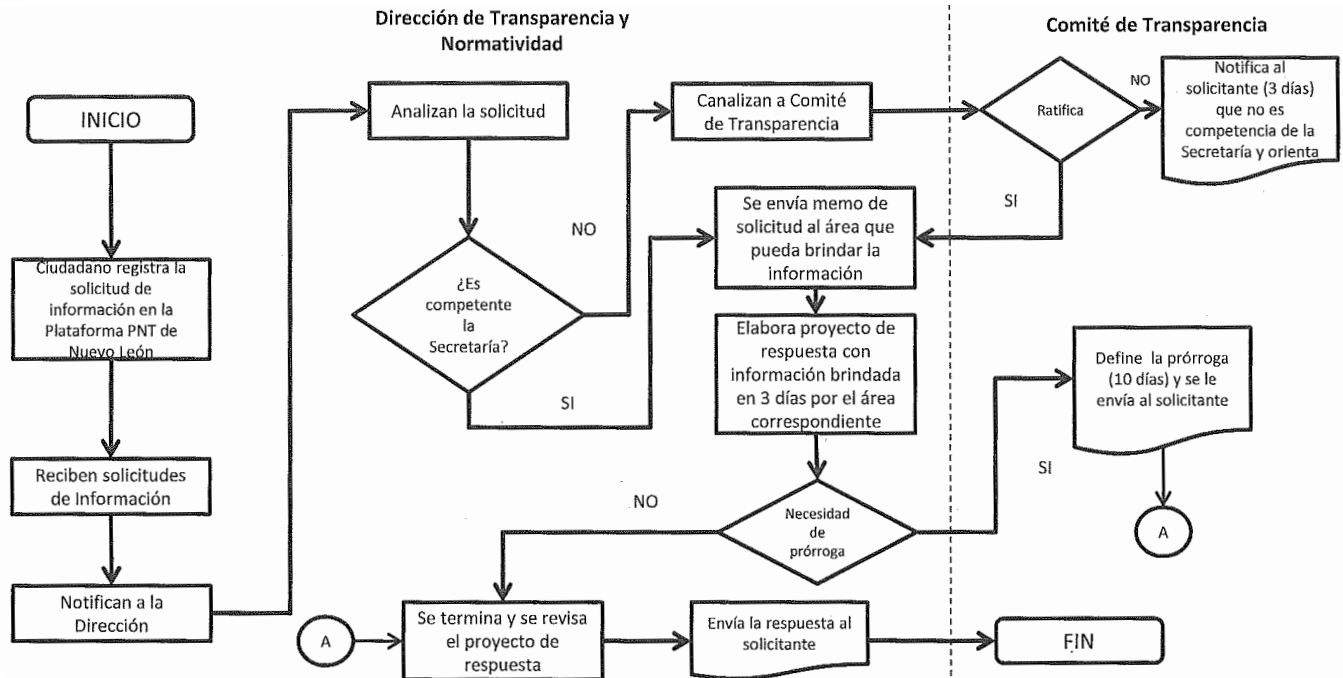 Dirección de Transparencia y
Normatividad
Comité de Transparencia
INICIO
Ciudadano registra la
solicitud de
información en la
Plataforma PNT de
Nuevo León
Reciben solicitudes
de Información
Notifican a la
Dirección
Analizan la solicitud
¿Es
competente
la
Secretaría?
NO
SI
Canalizan a Comité
de Transparencia
Ratifica
NO
SI
Notifica al
solicitante (3 días)
que no es
competencia de la
Secretaría y orienta
Se envía memo de
solicitud al área que
pueda brindar la
información
Elabora proyecto de
respuesta con
información brindada
en 3 días por el área
correspondiente
Necesidad
de
prórroga
NO
SI
Define la prórroga
(10 días) y se le
envía al solicitante
A
A
Se termina y se revisa
el proyecto de
respuesta
Envía la respuesta al
solicitante
FIN